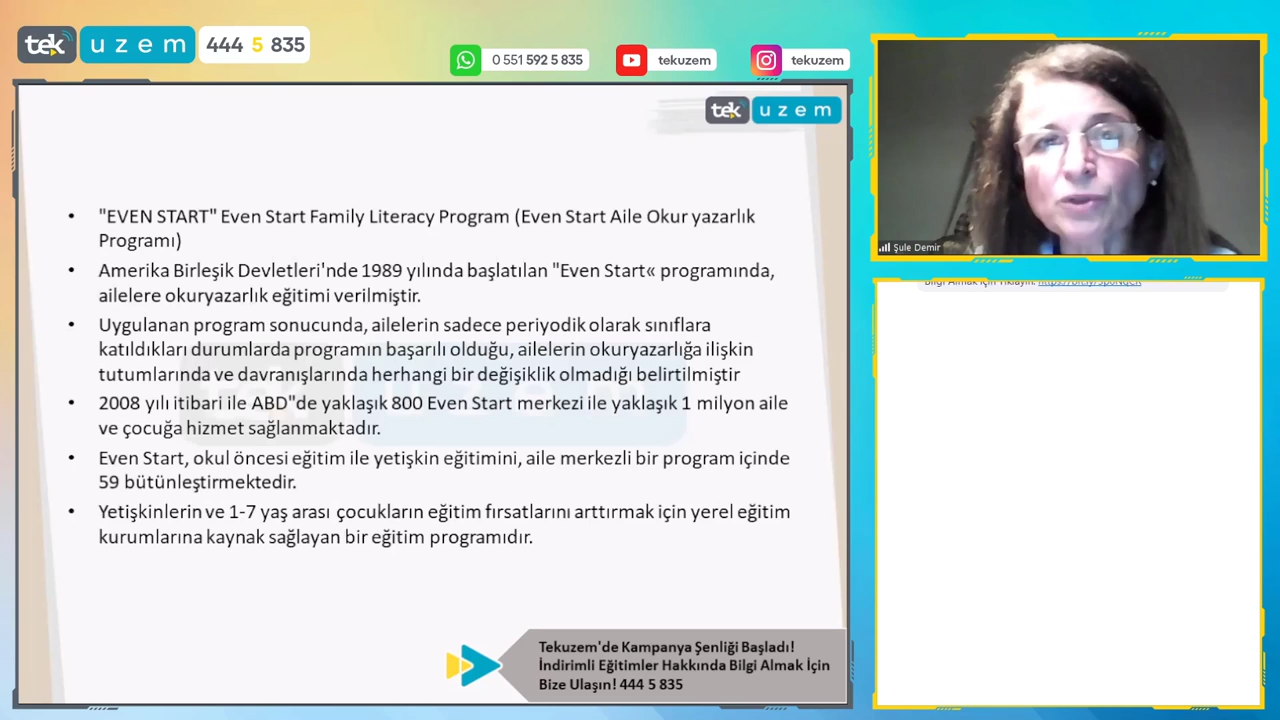 tek uzem 444 5 835
0 551 592 5 835 tekuzem tekuzem
tek uzem
• "EVEN START" Even Start Family Literacy Program (Even Start Aile Okur yazarlık
Programı)
• Amerika Birleşik Devletleri'nde 1989 yılında başlatılan "Even Start« programında,
ailelere okuryazarlık eğitimi verilmiştir.
• Uygulanan program sonucunda, ailelerin sadece periyodik olarak sınıflara
katıldıkları durumlarda programın başarılı olduğu, ailelerin okuryazarlığa ilişkin
tutumlarında ve davranışlarında herhangi bir değişiklik olmadığı belirtilmiştir
• 2008 yılı itibari ile ABD"de yaklaşık 800 Even Start merkezi ile yaklaşık 1 milyon aile
ve çocuğa hizmet sağlanmaktadır.
• Even Start, okul öncesi eğitim ile yetişkin eğitimini, aile merkezli bir program içinde
59 bütünleştirmektedir.
• Yetişkinlerin ve 1-7 yaş arası çocukların eğitim fırsatlarını arttırmak için yerel eğitim
kurumlarına kaynak sağlayan bir eğitim programıdır.
Tekuzem'de Kampanya Şenliği Başladı!
İndirimli Eğitimler Hakkında Bilgi Almak İçin
Bize Ulaşın! 444 5 835
Şule Demir
Bilgi Almak İçin Tıklayın: